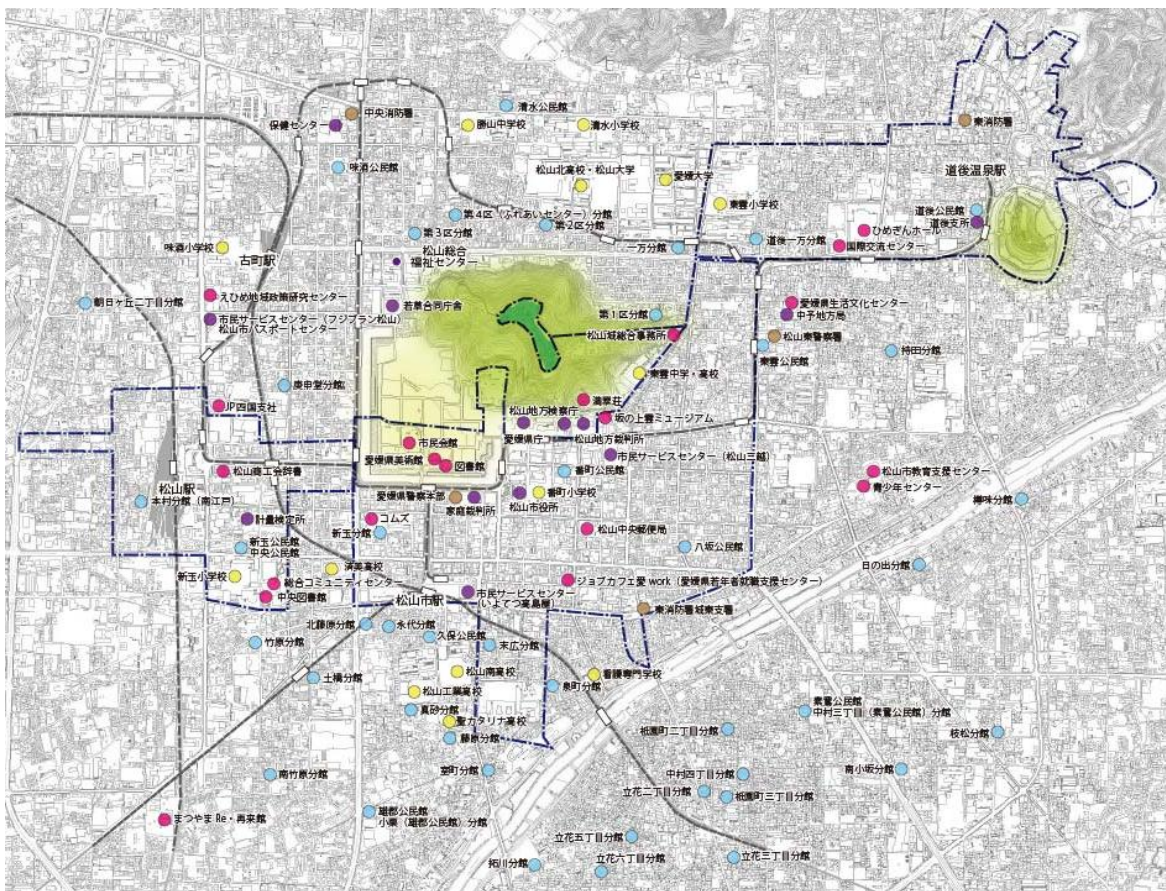 清水公民館
中央消防署
保健センター
勝山中学校
清水小学校
東消防署
味酒公民館
松山北高校・松山大学
愛媛大学
道後温泉駅
東雲小学校
第4区(ふれあいセンター)分館
第2区分館
第3区分館
道後公民館
道後支所
ひめぎんホール
国際交流センター
道後一万分館
一万分館
味酒小学校
古町駅
松山総合
福祉センター
朝日ヶ丘二丁目分館
えひめ地域政策研究センター
市民サービスセンター(フジグラン松山)
松山市パスポートセンター
若草合同庁舎
第1区分館
松山城総合事務所
愛媛県生活文化センター
中予地方局
松山東警察署
東雲公民館
持田分館
庚申堂分館
東雲中学・高校
JP四国支社
萬翠荘
松山地方検察庁
坂の上雲ミュージアム
愛媛県庁
松山地方裁判所
市民会館
愛媛県美術館
図書館
市民サービスセンター(松山三越)
松山商工会辞書
番町公民館
松山市教育支援センター
青少年センター
松山駅
本村分館(南江戸)
愛媛県警察本部
家庭裁判所
番町小学校
松山市役所
樽味分館
計量検定所
コムズ
新玉分館
松山中央郵便局
新玉公民館
中央公民館
八坂公民館
日の出分館
済美高校
新玉小学校
総合コミュニティセンター
中央図書館
ジョブカフェ愛work(愛媛県若年者就職支援センター)
市民サービスセンター
(いよてつ高島屋)
松山市駅
東消防署城東支署
北藤原分館
永代分館
久保公民館
末広分館
竹原分館
土橋分館
松山南高校
看護専門学校
泉町分館
松山工業高校
真砂分館
聖カタリナ高校
藤原分館
素鵞公民館
中村三丁目(素鵞公民館)分館
祇園町二丁目分館
枝松分館
室町分館
南竹原分館
中村四丁目分館
南小坂分館
立花二丁目分館
祇園町三丁目分館
まつやまRe・再来館
雄郡公民館
小栗(雄郡公民館)分館
立花五丁目分館
拓川分館
立花六丁目分館
立花三丁目分館